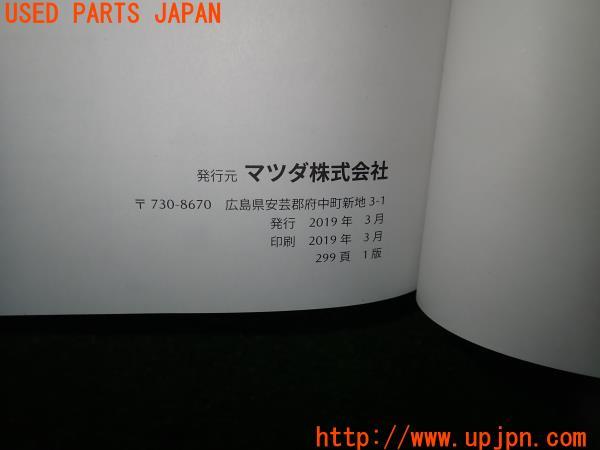 USED PARTS JAPAN
発行元 マツダ株式会社
〒730-8670 広島県安芸郡府中町新地 3-1
発行 2019 年 3 月
印刷 2019 年 3 月
299 頁 1 版
http://www.upjpn.com